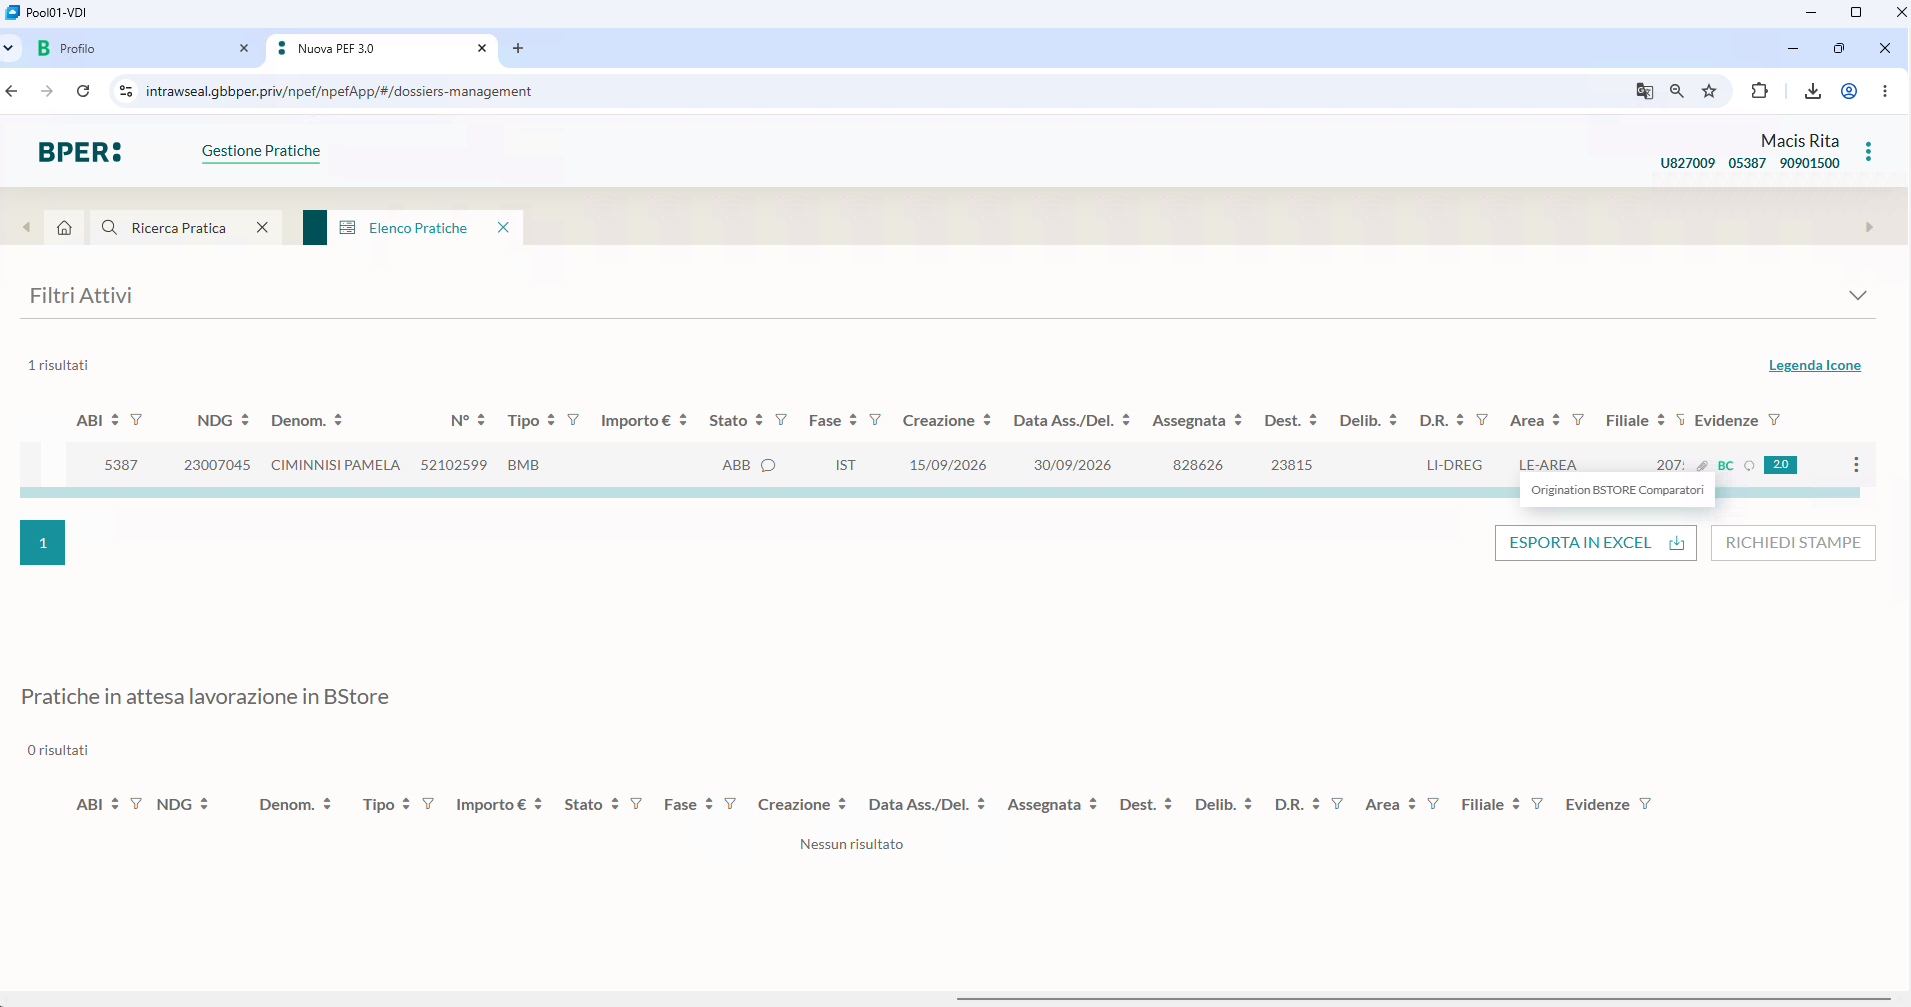 Pool01-VDI
Profilo
Nuova PEF 3.0
intrawseal.gbbper.priv/npef/npefApp/#/dossiers-management
BPER:
Gestione Pratiche
Macis Rita
U827009 05387 90901500
Ricerca Pratica
Elenco Pratiche
Filtri Attivi
1 risultati
Legenda Icone
ABI NDG Denom. N° Tipo Importo € Stato Fase Creazione Data Ass./Del. Assegnata Dest. Delib. D.R. Area Filiale Evidenze
5387 23007045 CIMINNISI PAMELA 52102599 BMB ABB IST 15/09/2026 30/09/2026 828626 23815 LI-DREG LE-AREA 207 BC 2.0
Origination BSTORE Comparatori
1
ESPORTA IN EXCEL
RICHIEDI STAMPE
Pratiche in attesa lavorazione in BStore
0 risultati
ABI NDG Denom. Tipo Importo € Stato Fase Creazione Data Ass./Del. Assegnata Dest. Delib. D.R. Area Filiale Evidenze
Nessun risultato